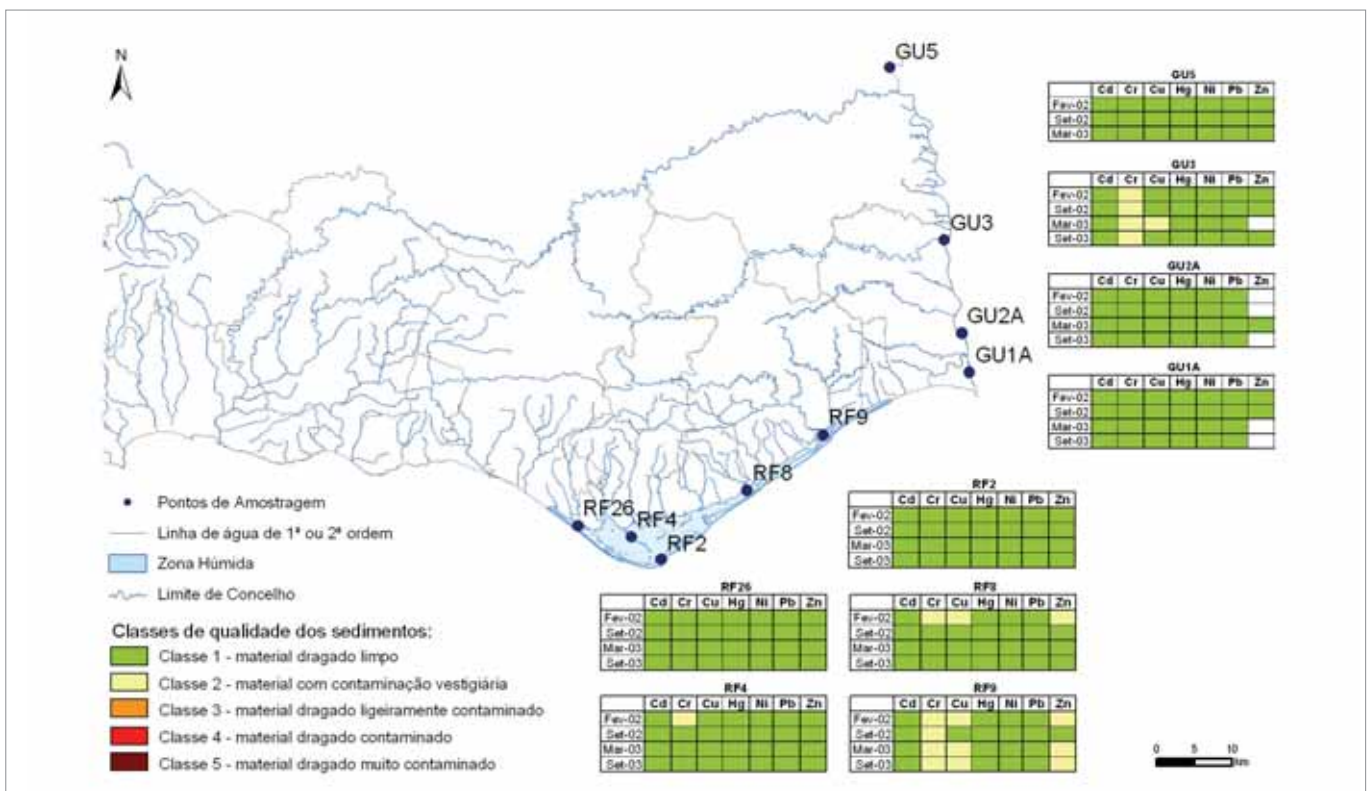 N
GU5
GU3
GU2A
GU1A
RF9
RF8
RF26
RF4
RF2
Pontos de Amostragem
Linha de água de 1ª ou 2ª ordem
Zona Húmida
Limite de Concelho
Classes de qualidade dos sedimentos:
Classe 1 - material dragado limpo
Classe 2 - material com contaminação vestigiária
Classe 3 - material dragado ligeiramente contaminado
Classe 4 - material dragado contaminado
Classe 5 - material dragado muito contaminado
GU5
Cd Cr Cu Hg Ni Pb Zn
Fev-02
Set-02
Mar-03
GU3
Cd Cr Cu Hg Ni Pb Zn
Fev-02
Set-02
Mar-03
Set-03
GU2A
Cd Cr Cu Hg Ni Pb Zn
Fev-02
Set-02
Mar-03
Set-03
GU1A
Cd Cr Cu Hg Ni Pb Zn
Fev-02
Set-02
Mar-03
Set-03
RF2
Cd Cr Cu Hg Ni Pb Zn
Fev-02
Set-02
Mar-03
Set-03
RF26
Cd Cr Cu Hg Ni Pb Zn
Fev-02
Set-02
Mar-03
Set-03
RF8
Cd Cr Cu Hg Ni Pb Zn
Fev-02
Set-02
Mar-03
Set-03
RF4
Cd Cr Cu Hg Ni Pb Zn
Fev-02
Set-02
Mar-03
Set-03
RF9
Cd Cr Cu Hg Ni Pb Zn
Fev-02
Set-02
Mar-03
Set-03
0 5 10
km